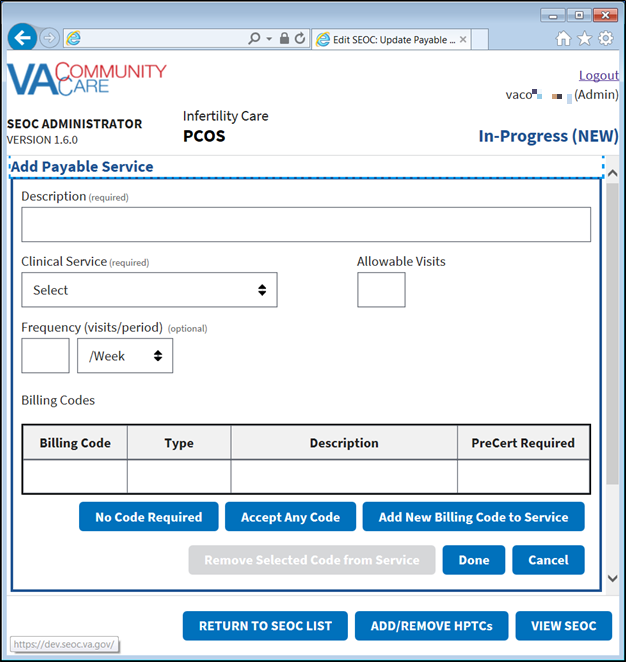 Edit SEOC: Update Payable ...
VA COMMUNITY CARE
Logout
vaco (Admin)
SEOC ADMINISTRATOR
VERSION 1.6.0
Infertility Care
PCOS
In-Progress (NEW)
Add Payable Service
Description (required)
Clinical Service (required)
Allowable Visits
Select
Frequency (visits/period) (optional)
/Week
Billing Codes
Billing Code Type Description PreCert Required
No Code Required Accept Any Code Add New Billing Code to Service
Remove Selected Code from Service Done Cancel
RETURN TO SEOC LIST ADD/REMOVE HPTCs VIEW SEOC
https://dev.seoc.va.gov/